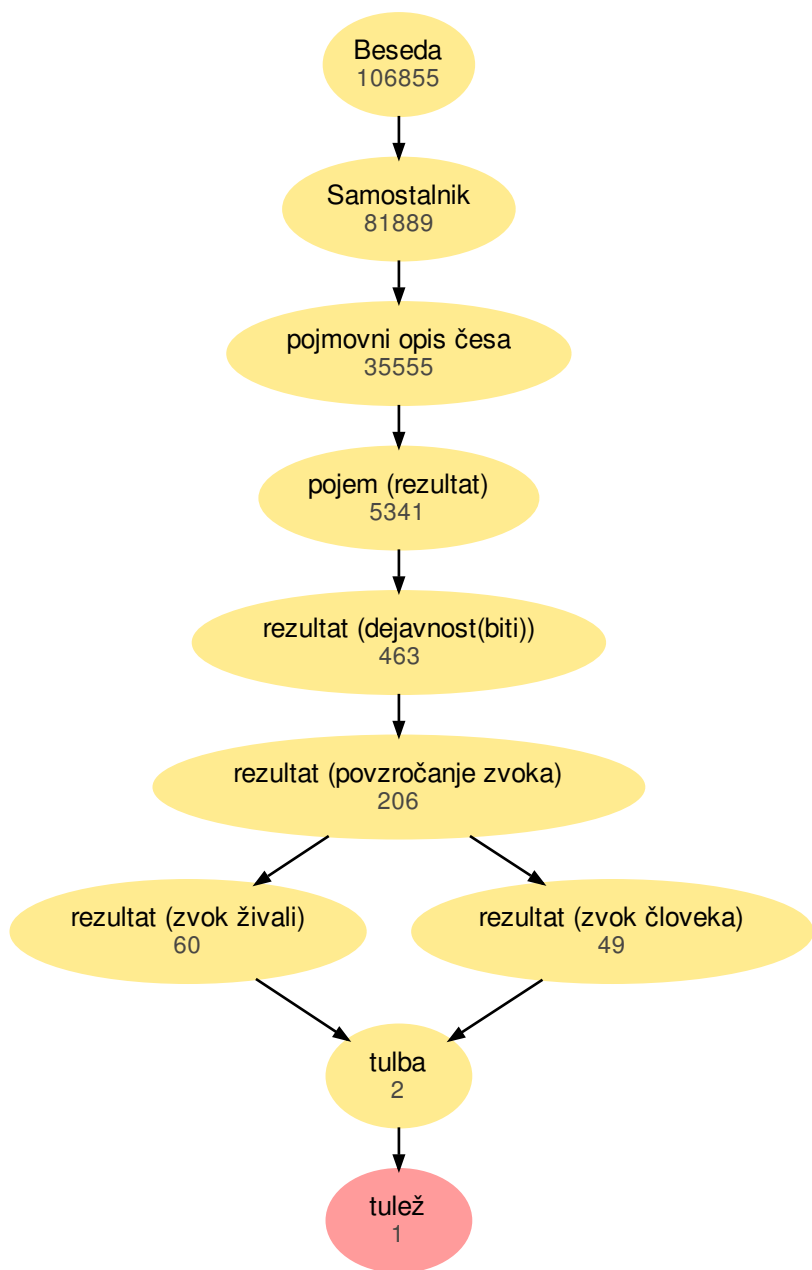 Beseda
106855
Samostalnik
81889
pojmovni opis česa
35555
pojem (rezultat)
5341
rezultat (dejavnost(biti))
463
rezultat (povzročanje zvoka)
206
rezultat (zvok živali)
60
rezultat (zvok človeka)
49
tulba
2
tulež
1